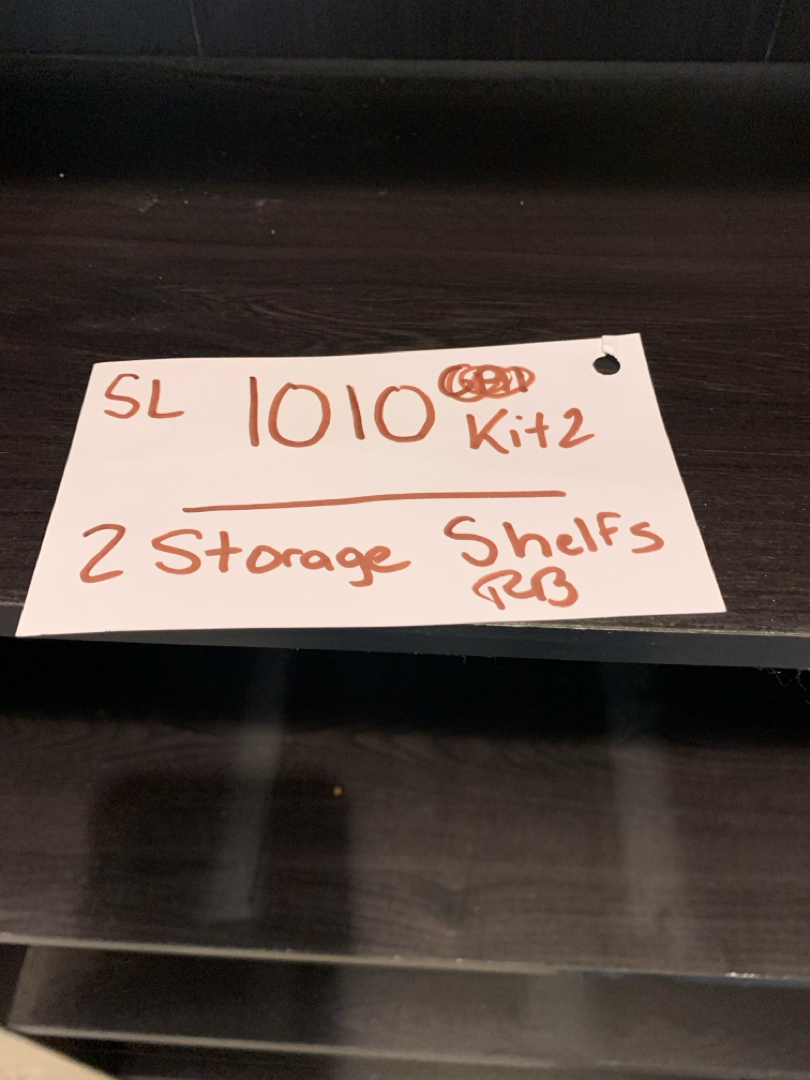 SL 1010
Kit2
2 Storage Shelfs
RB